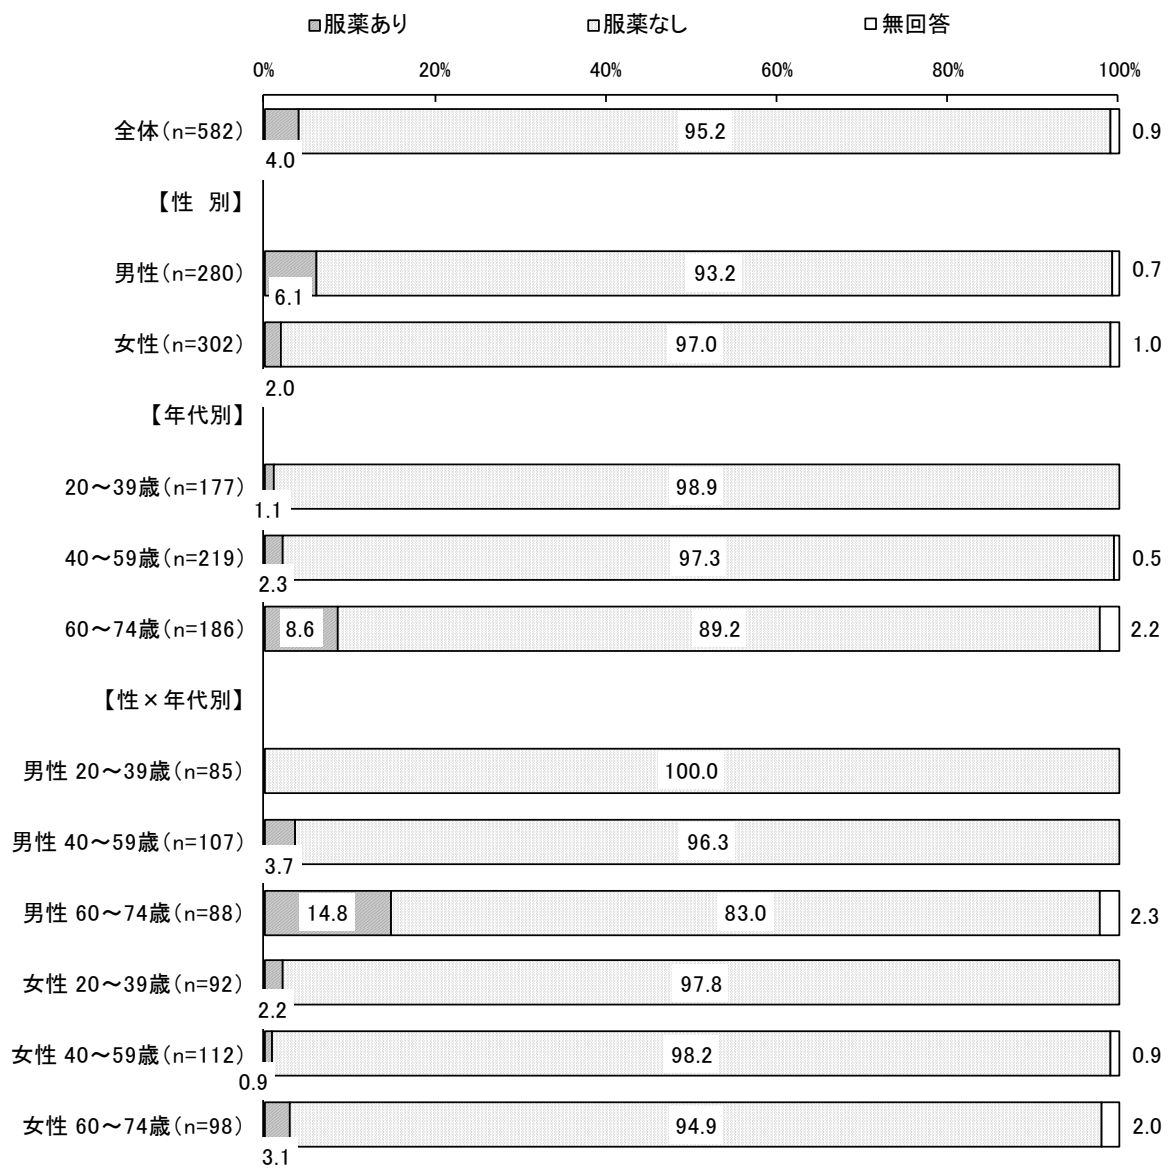 服薬あり 服薬なし 無回答
0% 20% 40% 60% 80% 100%
全体(n=582) 95.2 0.9
4.0
【性 別】
男性(n=280) 93.2 0.7
6.1
女性(n=302) 97.0 1.0
2.0
【年代別】
20～39歳(n=177) 98.9
1.1
40～59歳(n=219) 97.3 0.5
2.3
60～74歳(n=186) 8.6 89.2 2.2
【性×年代別】
男性 20～39歳(n=85) 100.0
男性 40～59歳(n=107) 96.3
3.7
男性 60～74歳(n=88) 14.8 83.0 2.3
女性 20～39歳(n=92) 97.8
2.2
女性 40～59歳(n=112) 98.2 0.9
0.9
女性 60～74歳(n=98) 94.9 2.0
3.1